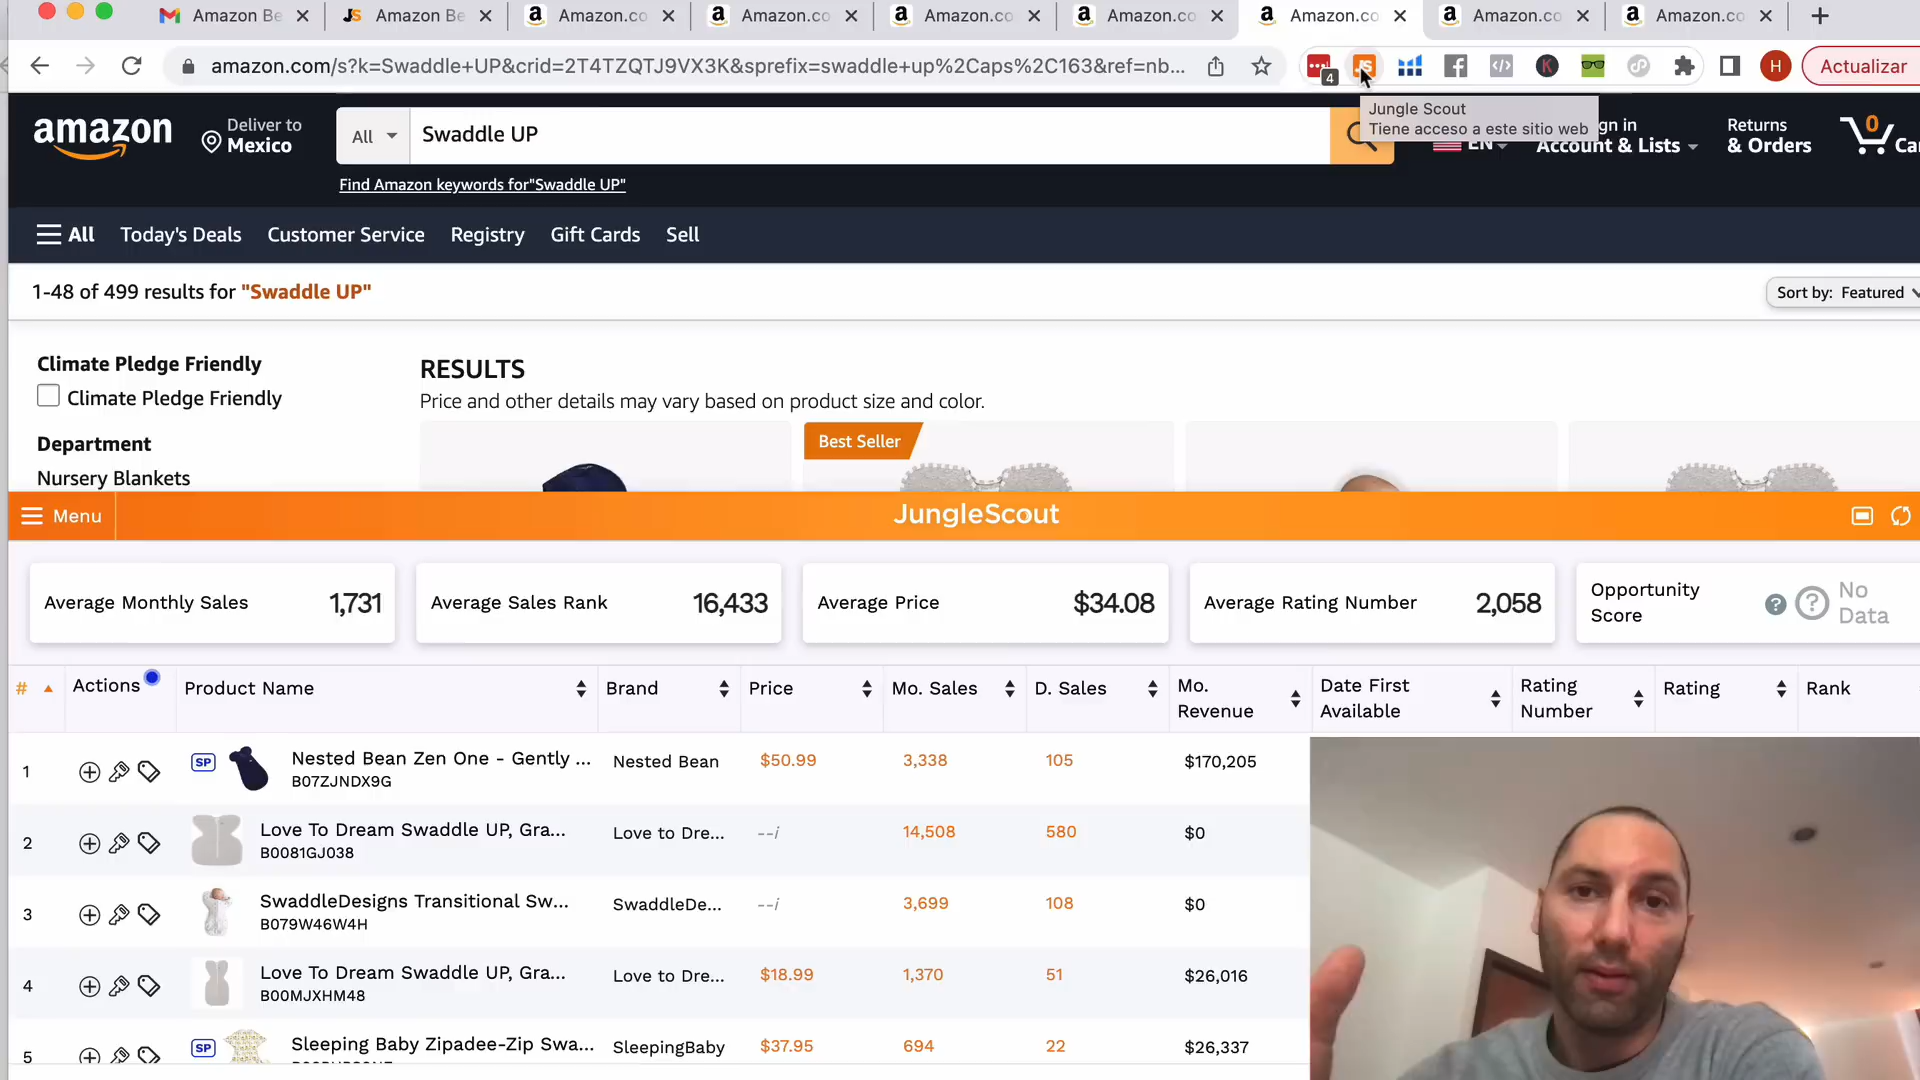 Amazon Be
Amazon Be
Amazon.co
Amazon.co
Amazon.co
Amazon.co
Amazon.co
Amazon.co
Amazon.co
amazon.com/s?k=Swaddle+UP&crid=2T4TZQTJ9VX3K&sprefix=swaddle+up%2Caps%2C163&ref=nb...
4
JS
H
Actualizar
Jungle Scout
Tiene acceso a este sitio web
amazon
Deliver to
Mexico
All
Swaddle UP
Find Amazon keywords for"Swaddle UP"
EN
gn in
Account & Lists
Returns
& Orders
0
All
Today's Deals
Customer Service
Registry
Gift Cards
Sell
1-48 of 499 results for "Swaddle UP"
Sort by: Featured
Climate Pledge Friendly
Climate Pledge Friendly
Department
Nursery Blankets
RESULTS
Price and other details may vary based on product size and color.
Best Seller
Menu
JungleScout
Average Monthly Sales 1,731
Average Sales Rank 16,433
Average Price $34.08
Average Rating Number 2,058
Opportunity
Score
?
?
No
Data
# Actions Product Name Brand Price Mo. Sales D. Sales Mo. Revenue Date First Available Rating Number Rating Rank
1 SP Nested Bean Zen One - Gently ... Nested Bean $50.99 3,338 105 $170,205
B07ZJNDX9G
2 Love To Dream Swaddle UP, Gra... Love to Dre... --i 14,508 580 $0
B0081GJ038
3 SwaddleDesigns Transitional Sw... SwaddleDe... --i 3,699 108 $0
B079W46W4H
4 Love To Dream Swaddle UP, Gra... Love to Dre... $18.99 1,370 51 $26,016
B00MJXHM48
5 SP Sleeping Baby Zipadee-Zip Swa... SleepingBaby $37.95 694 22 $26,337